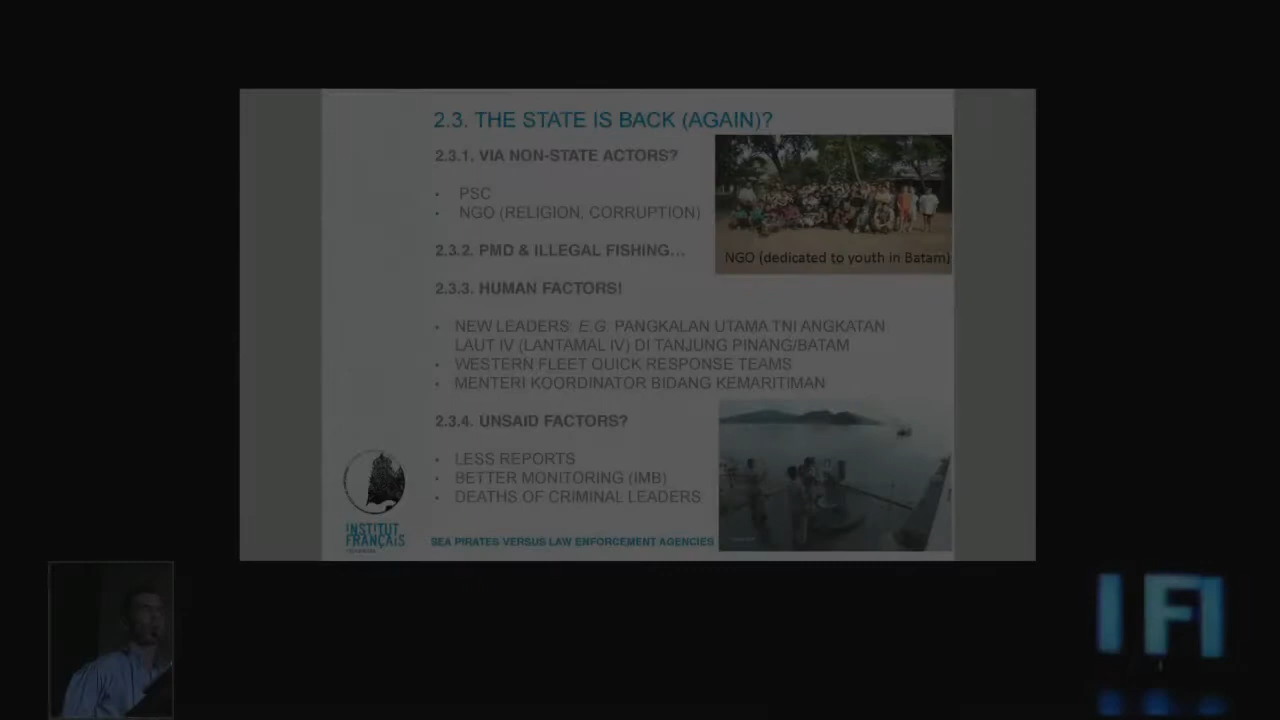 2.3. THE STATE IS BACK (AGAIN)?
2.3.1. VIA NON-STATE ACTORS?
• PSC
• NGO (RELIGION, CORRUPTION)
NGO (dedicated to youth in Batam)
2.3.2. PMD & ILLEGAL FISHING...
2.3.3. HUMAN FACTORS!
• NEW LEADERS: E.G. PANGKALAN UTAMA TNI ANGKATAN
LAUT IV (LANTAMAL IV) DI TANJUNG PINANG/BATAM
• WESTERN FLEET QUICK RESPONSE TEAMS
• MENTERI KOORDINATOR BIDANG KEMARITIMAN
2.3.4. UNSAID FACTORS?
• LESS REPORTS
• BETTER MONITORING (IMB)
• DEATHS OF CRIMINAL LEADERS
INSTITUT
FRANÇAIS
SEA PIRATES VERSUS LAW ENFORCEMENT AGENCIES
IFI